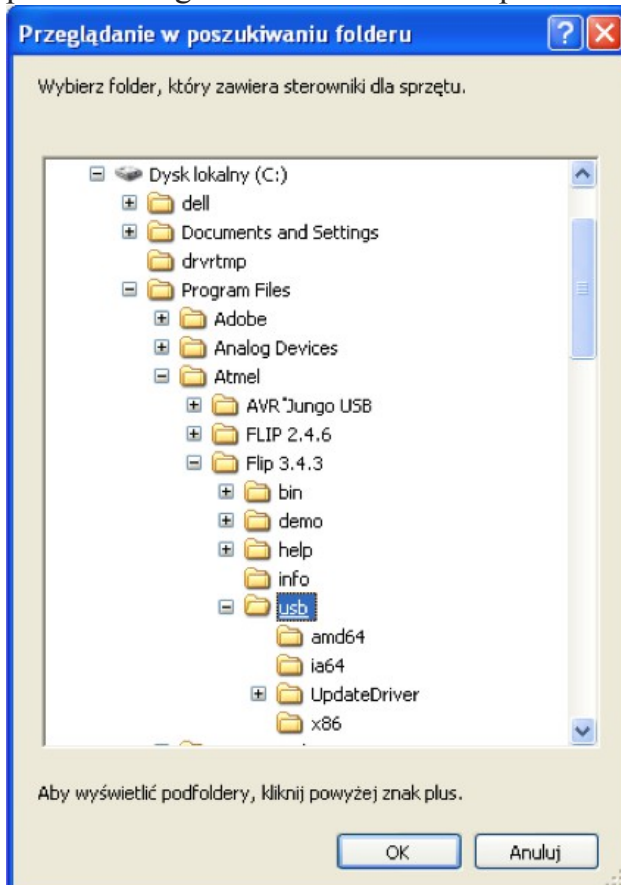 Przeglądanie w poszukiwaniu folderu
Wybierz folder, który zawiera sterowniki dla sprzętu.
Dysk lokalny (C:)
dell
Documents and Settings
drvrtmp
Program Files
Adobe
Analog Devices
Atmel
AVR Jungo USB
FLIP 2.4.6
Flip 3.4.3
bin
demo
help
info
usb
amd64
ia64
UpdateDriver
x86
Aby wyświetlić podfoldery, kliknij powyżej znak plus.
OK Anuluj